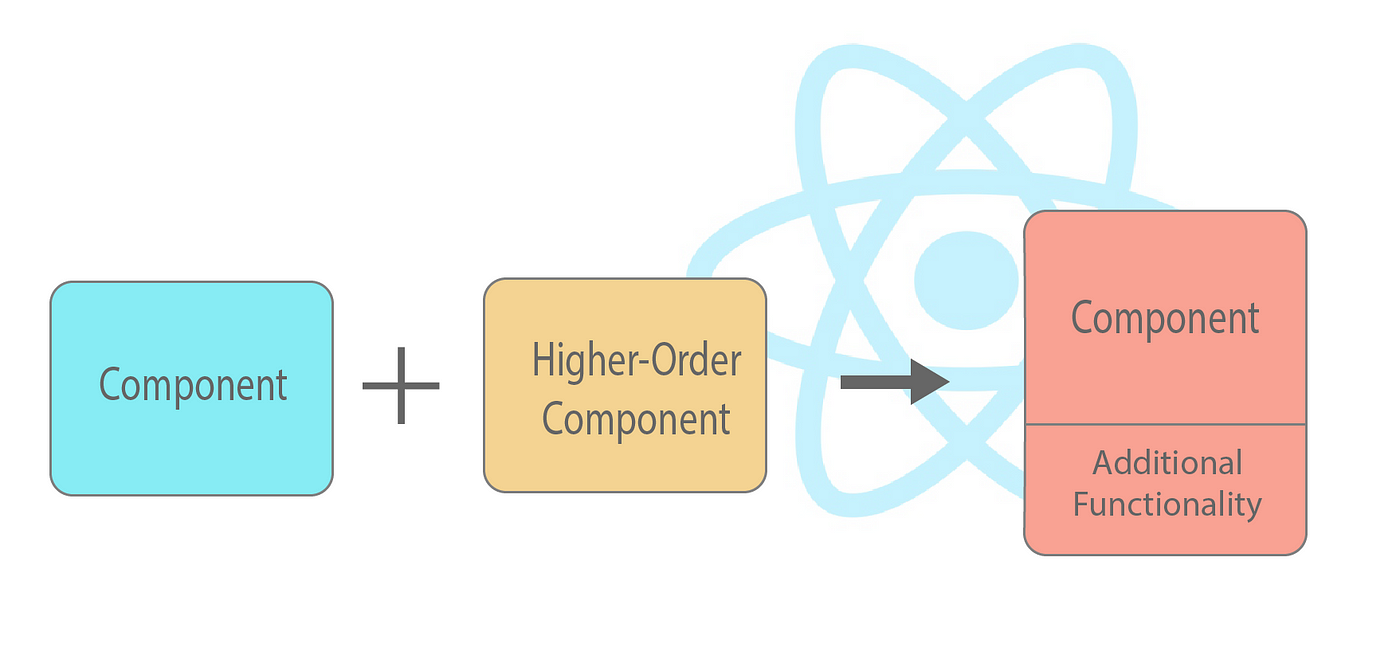 Component
Higher-Order
Component
Component
Additional
Functionality